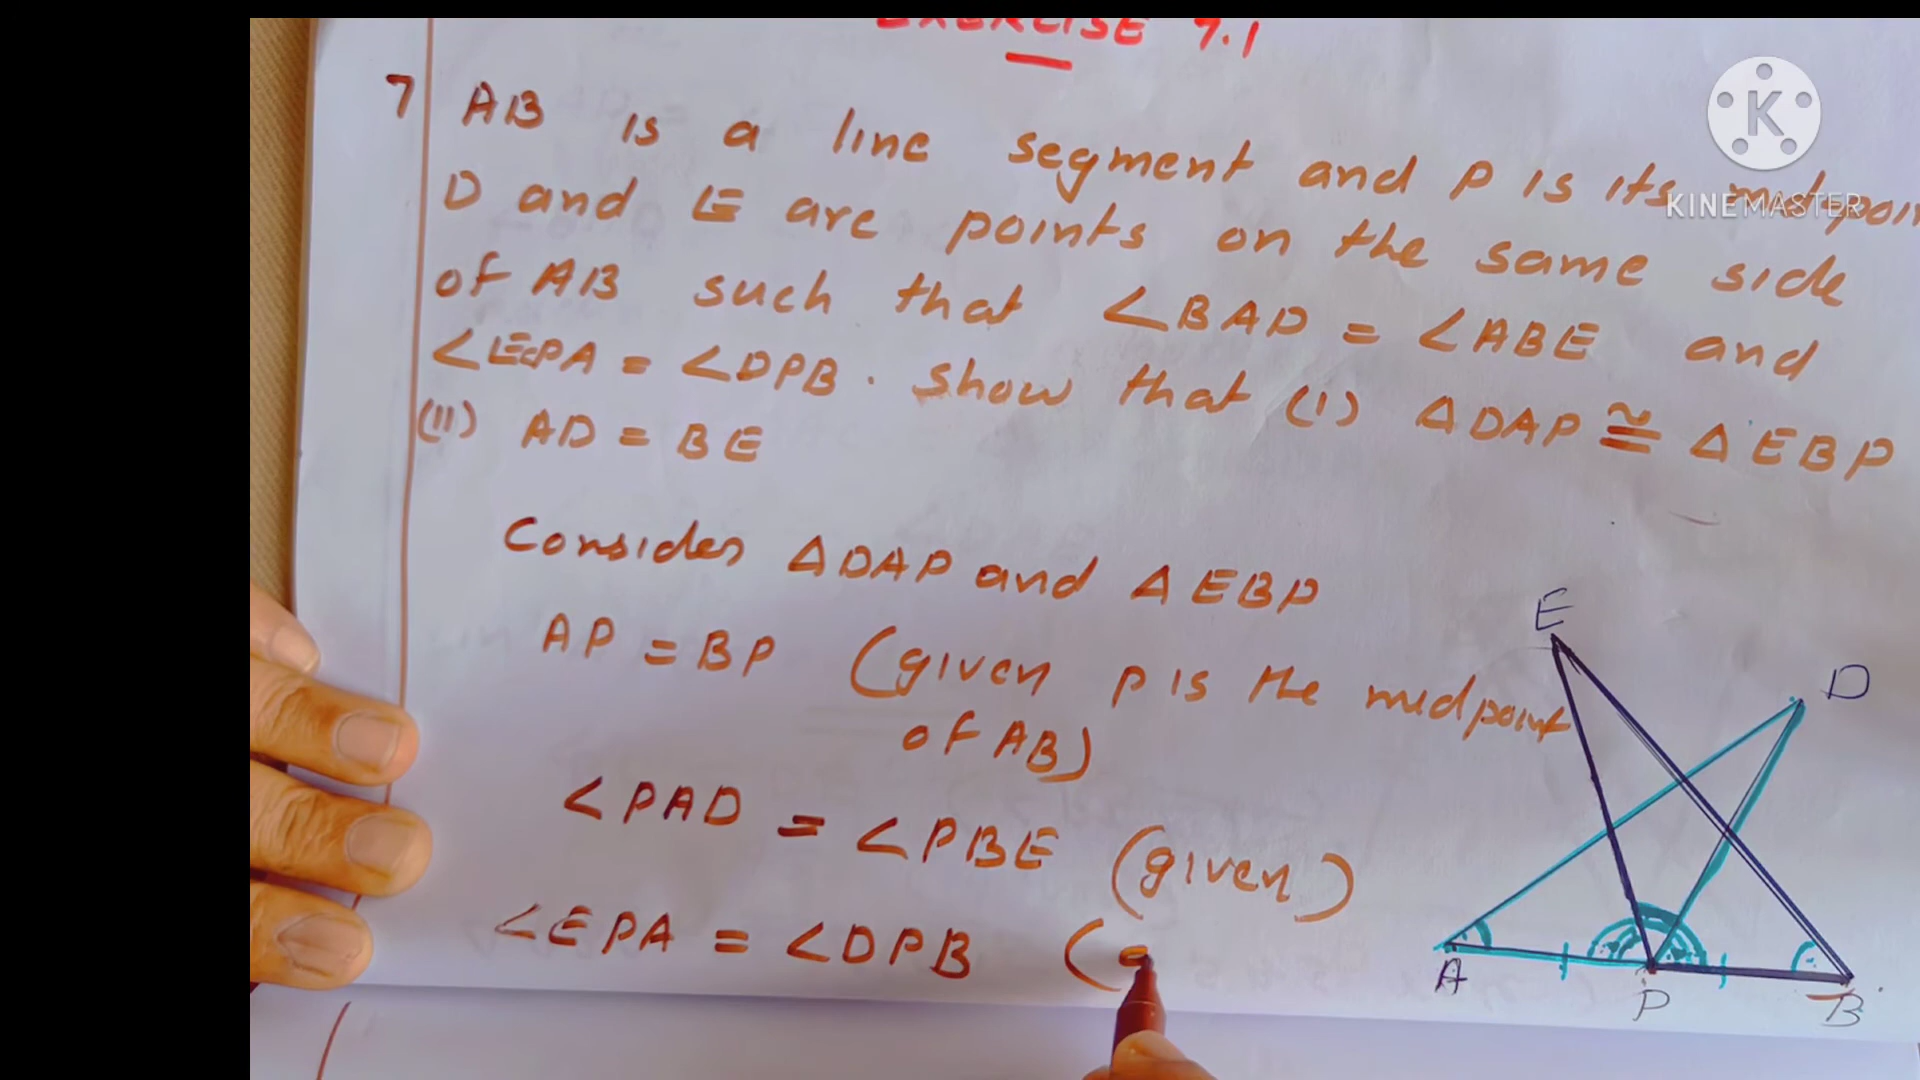 EXERCISE 7.1
7 AB is a line segment and P is its midpoin
D and E are points on the same side
of AB such that ∠BAD = ∠ABE and
∠EPA = ∠DPB. Show that (i) ΔDAP ≅ ΔEBP
(ii) AD = BE
Consider ΔDAP and ΔEBP
AP = BP (given P is the midpoint
of AB)
∠PAD = ∠PBE (given)
∠EPA = ∠DPB (
E
D
A
P
B
K
KINEMASTER